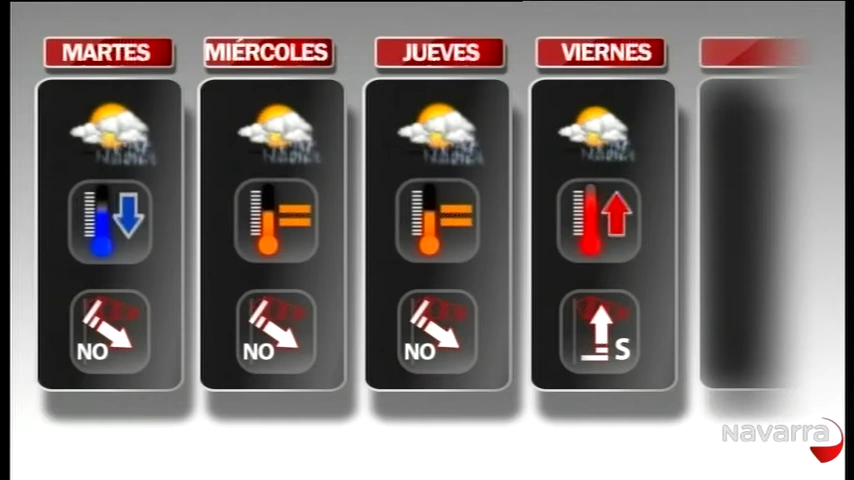 MARTES
MIÉRCOLES
JUEVES
VIERNES
NO
NO
NO
S
Navarra